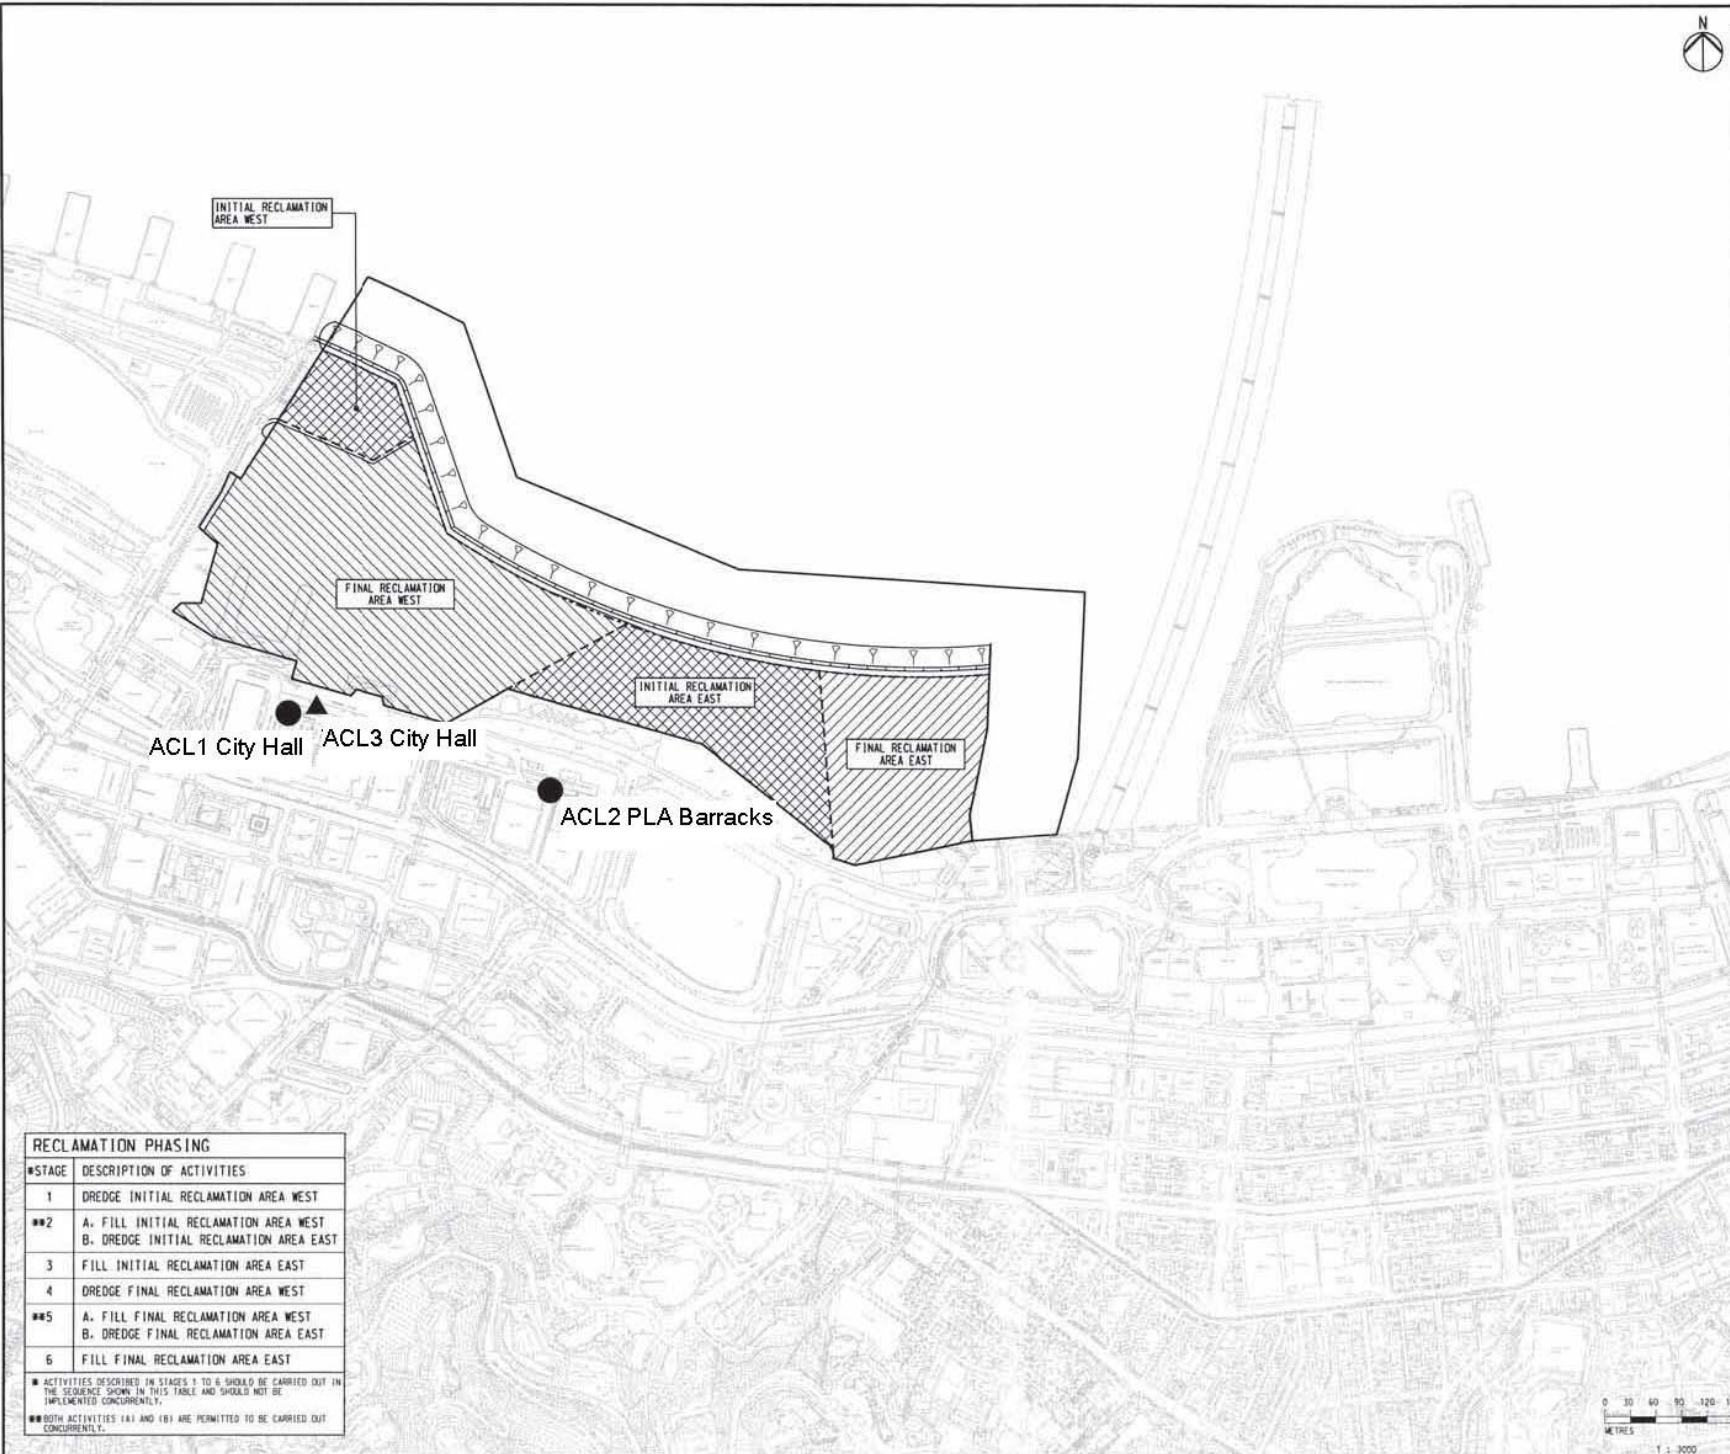 N
INITIAL RECLAMATION
AREA WEST
FINAL RECLAMATION
AREA WEST
INITIAL RECLAMATION
AREA EAST
FINAL RECLAMATION
AREA EAST
ACL1 City Hall
ACL3 City Hall
ACL2 PLA Barracks
RECLAMATION PHASING
*STAGE DESCRIPTION OF ACTIVITIES
1 DREDGE INITIAL RECLAMATION AREA WEST
**2 A. FILL INITIAL RECLAMATION AREA WEST
B. DREDGE INITIAL RECLAMATION AREA EAST
3 FILL INITIAL RECLAMATION AREA EAST
4 DREDGE FINAL RECLAMATION AREA WEST
**5 A. FILL FINAL RECLAMATION AREA WEST
B. DREDGE FINAL RECLAMATION AREA EAST
6 FILL FINAL RECLAMATION AREA EAST
* ACTIVITIES DESCRIBED IN STAGES 1 TO 6 SHOULD BE CARRIED OUT IN
THE SEQUENCE SHOWN IN THIS TABLE AND SHOULD NOT BE
IMPLEMENTED CONCURRENTLY.
** BOTH ACTIVITIES (A) AND (B) ARE PERMITTED TO BE CARRIED OUT
CONCURRENTLY.
0 30 60 90 120
METRES
1 : 3000